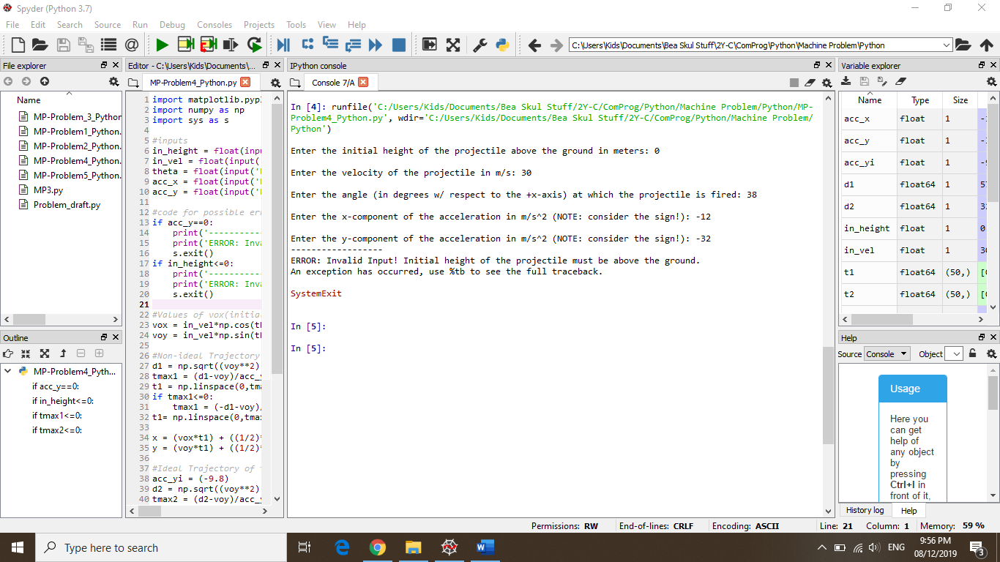 Spyder (Python 3.7)
File Edit Search Source Run Debug Consoles Projects Tools View Help
C:\Users\Kids\Documents\Bea Skul Stuff\2Y-C\ComProg\Python\Machine Problem\Python
File explorer
Name
MP-Problem_3_Python
MP-Problem1_Python.
MP-Problem2_Python.
MP-Problem4_Python.
MP-Problem5_Python.
MP3.py
Problem_draft.py
Outline
MP-Problem4_Pyth...
if acc_y==0:
if in_height<=0:
if tmax1<=0:
if tmax2<=0:
Editor - C:\Users\Kids\Documents\...
MP-Problem4_Python.py
1 import matplotlib.pypl
2 import numpy as np
3 import sys as s
4
5 #inputs
6 in_height = float(inpu
7 in_vel = float(input(
8 theta = float(input('
9 acc_x = float(input('
10 acc_y = float(input('
11
12 #code for possible err
13 if acc_y==0:
14 print('-----------
15 print('ERROR: Inva
16 s.exit()
17 if in_height<=0:
18 print('-----------
19 print('ERROR: Inva
20 s.exit()
21
22 #Values of vox(initial
23 vox = in_vel*np.cos(th
24 voy = in_vel*np.sin(th
25
26 #Non-ideal Trajectory
27 d1 = np.sqrt((voy**2)
28 tmax1 = (d1-voy)/acc_y
29 t1 = np.linspace(0,tma
30 if tmax1<=0:
31 tmax1 = (-d1-voy)/
32 t1= np.linspace(0,tmax
33
34 x = (vox*t1) + ((1/2)*
35 y = (voy*t1) + ((1/2)*
36
37 #Ideal Trajectory of t
38 acc_yi = (-9.8)
39 d2 = np.sqrt((voy**2)
40 tmax2 = (d2-voy)/acc_y
IPython console
Console 7/A
In [4]: runfile('C:/Users/Kids/Documents/Bea Skul Stuff/2Y-C/ComProg/Python/Machine Problem/Python/MP-
Problem4_Python.py', wdir='C:/Users/Kids/Documents/Bea Skul Stuff/2Y-C/ComProg/Python/Machine Problem/
Python')
Enter the initial height of the projectile above the ground in meters: 0
Enter the velocity of the projectile in m/s: 30
Enter the angle (in degrees w/ respect to the +x-axis) at which the projectile is fired: 38
Enter the x-component of the acceleration in m/s^2 (NOTE: consider the sign!): -12
Enter the y-component of the acceleration in m/s^2 (NOTE: consider the sign!): -32
------------------
ERROR: Invalid Input! Initial height of the projectile must be above the ground.
An exception has occurred, use %tb to see the full traceback.
SystemExit
In [5]:
In [5]:
Variable explorer
Name Type Size
acc_x float 1
acc_y float 1
acc_yi float 1
d1 float64 1
d2 float64 1
in_height float 1 0
in_vel float 1 30
t1 float64 (50,)
t2 float64 (50,)
Help
Source Console Object
Usage
Here you
can get
help of
any object
by
pressing
Ctrl+I in
front of it,
History log Help
Permissions: RW End-of-lines: CRLF Encoding: ASCII Line: 21 Column: 1 Memory: 59 %
Type here to search
ENG
9:56 PM
08/12/2019
3